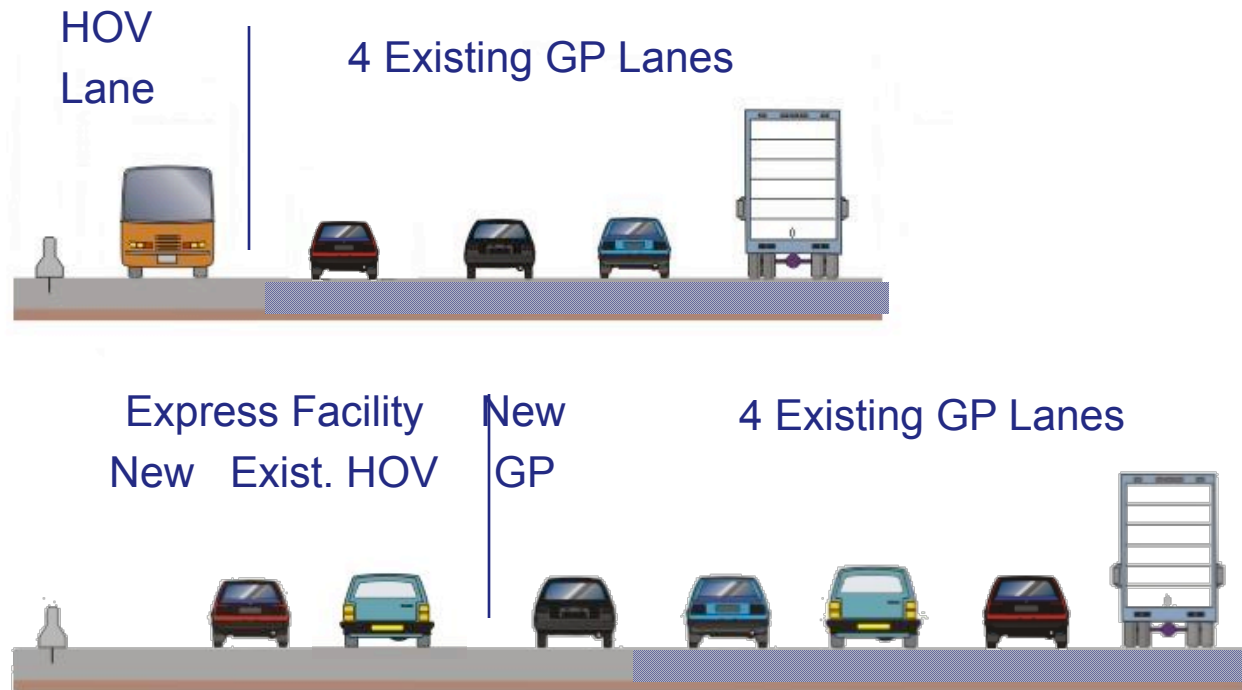 HOV
Lane
4 Existing GP Lanes
Express Facility
New Exist. HOV
New
GP
4 Existing GP Lanes